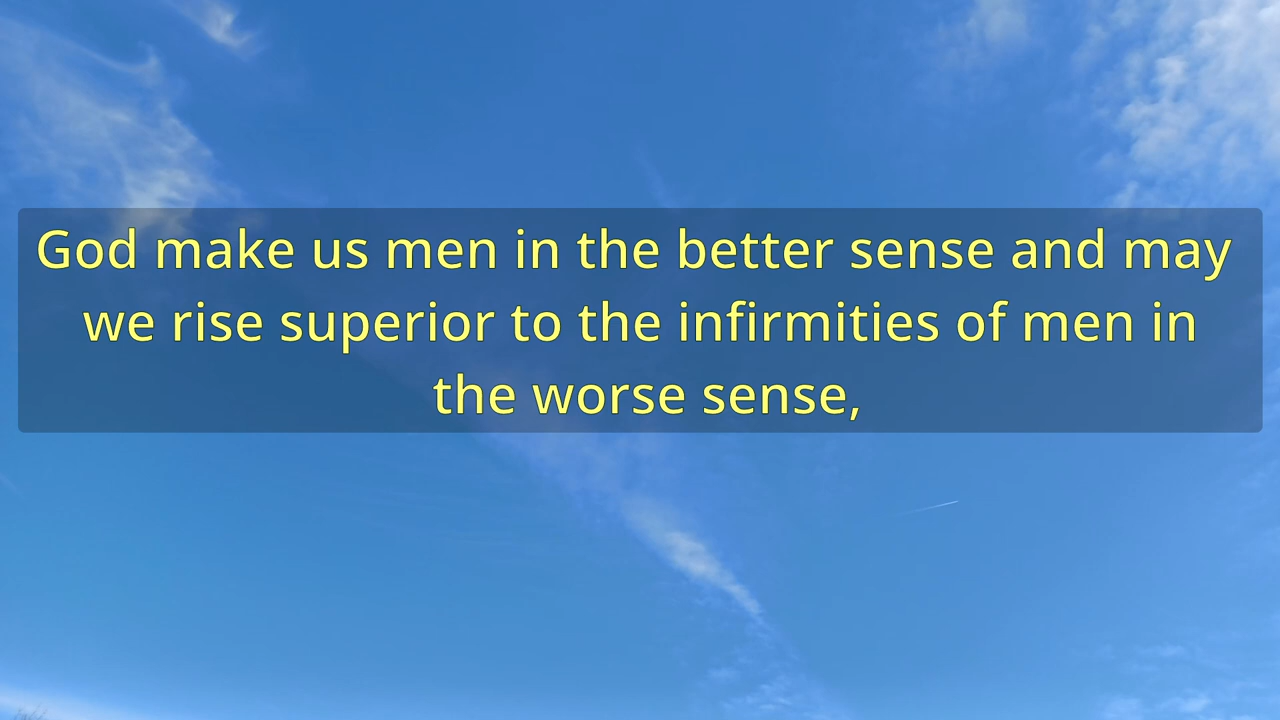 God make us men in the better sense and may
we rise superior to the infirmities of men in
the worse sense,